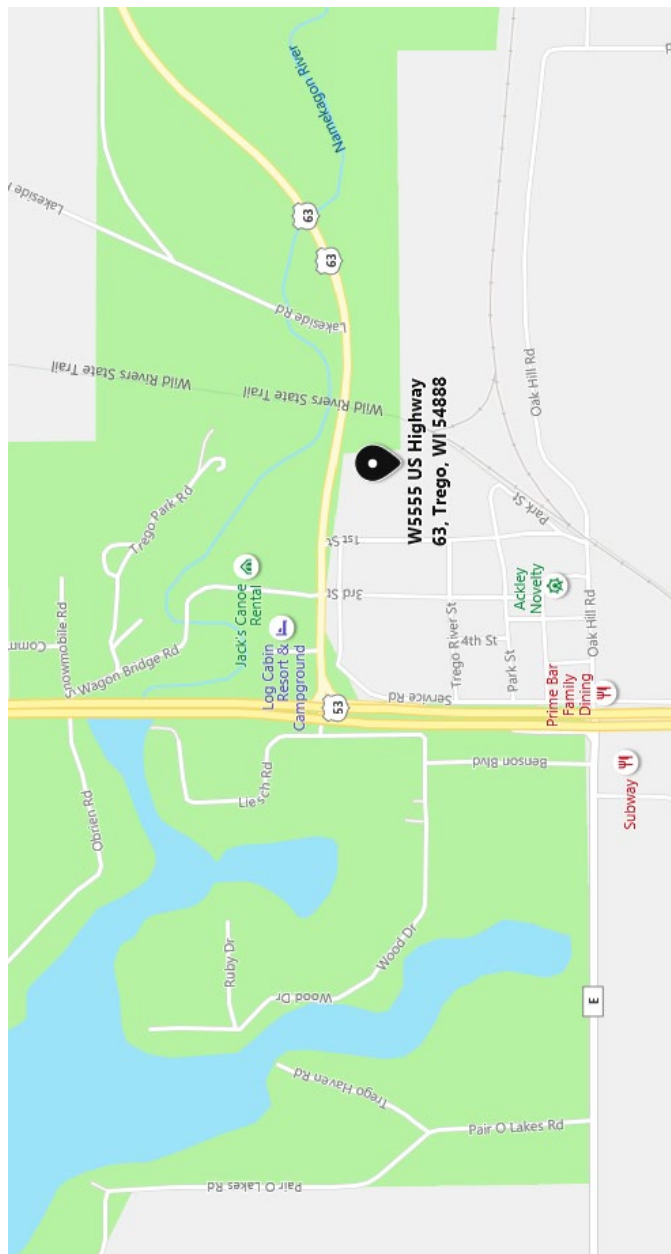 Namekagon River
63
63
Lakeside Rd
Wild Rivers State Trail
Wild Rivers State Trail
Oak Hill Rd
W5555 US Highway
63, Trego, WI 54888
Park St
Trego Park Rd
1st St
3rd St
Jack's Canoe
Rental
Ackley
Novelty
Log Cabin
Resort &
Campground
Trego River St
4th St
Park St
Oak Hill Rd
Snowmobile Rd
Comm
n Wagon Bridge Rd
Service Rd
53
Prime Bar
Family
Dining
Subway
Benson Blvd
Liesch Rd
Obrien Rd
Ruby Dr
Wood Dr
Wood Dr
E
Trego Haven Rd
Pair O Lakes Rd
Pair O Lakes Rd